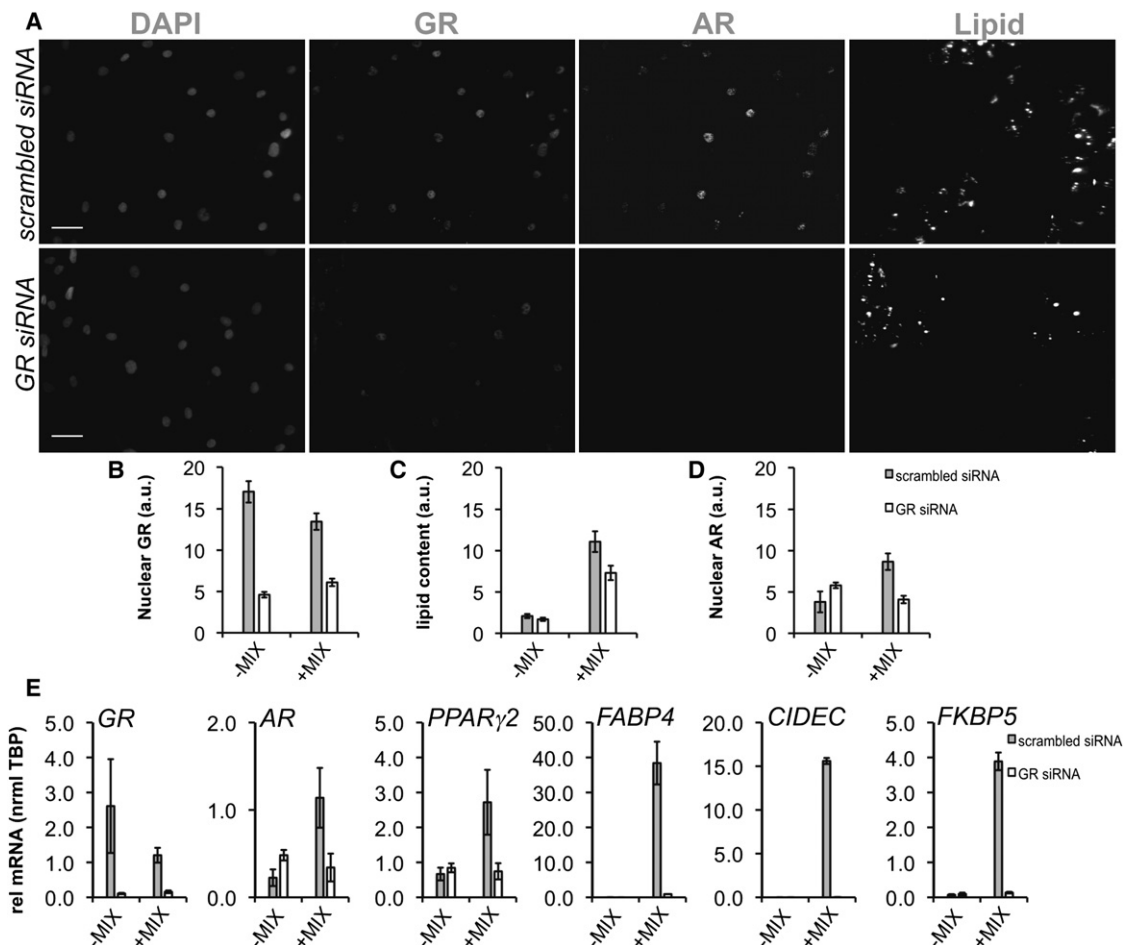 A
DAPI GR AR Lipid
scrambled siRNA
GR siRNA
B
Nuclear GR (a.u.)
20
15
10
5
0
-MIX +MIX
C
lipid content (a.u.)
20
15
10
5
0
-MIX +MIX
D
Nuclear AR (a.u.)
20
15
10
5
0
-MIX +MIX
scrambled siRNA
GR siRNA
E
rel mRNA (nrml TBP)
GR
5.0
4.0
3.0
2.0
1.0
0.0
-MIX +MIX
AR
2.0
1.0
0.0
-MIX +MIX
PPARγ2
5.0
4.0
3.0
2.0
1.0
0.0
-MIX +MIX
FABP4
50.0
40.0
30.0
20.0
10.0
0.0
-MIX +MIX
CIDEC
20.0
15.0
10.0
5.0
0.0
-MIX +MIX
FKBP5
5.0
4.0
3.0
2.0
1.0
0.0
-MIX +MIX
scrambled siRNA
GR siRNA